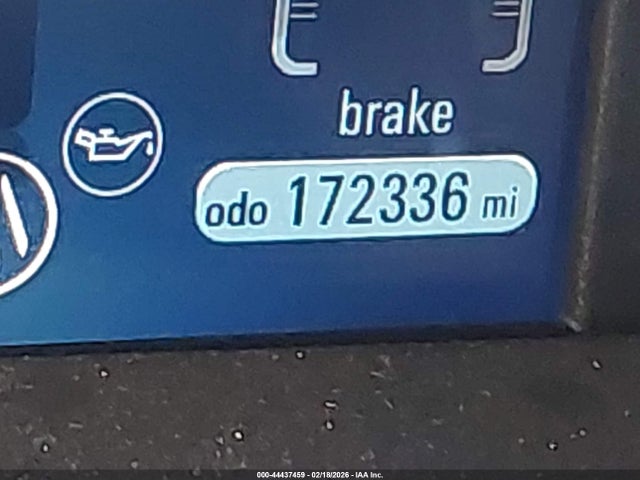 brake
odo 172336 mi
000-44437459 - 02/18/2026 - IAA Inc.